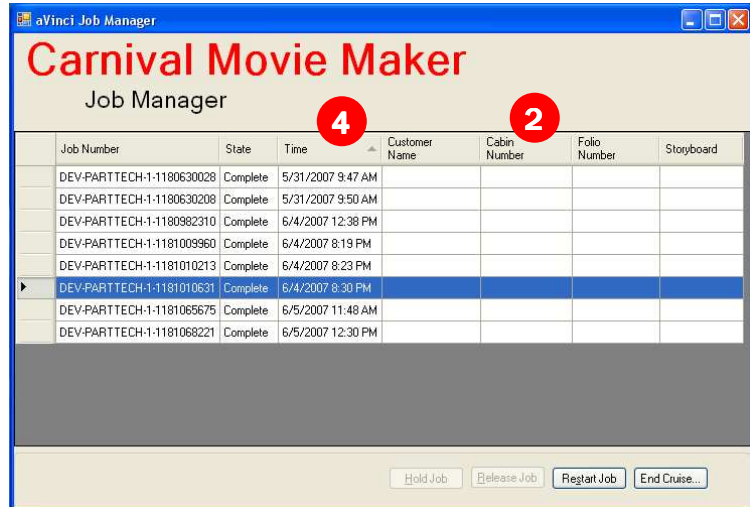 aVinci Job Manager
Carnival Movie Maker
Job Manager
4
2
Job Number State Time Customer Name Cabin Number Folio Number Storyboard
DEV-PARTTECH-1-1180630028 Complete 5/31/2007 9:47 AM
DEV-PARTTECH-1-1180630208 Complete 5/31/2007 9:50 AM
DEV-PARTTECH-1-1180982310 Complete 6/4/2007 12:38 PM
DEV-PARTTECH-1-1181009960 Complete 6/4/2007 8:19 PM
DEV-PARTTECH-1-1181010213 Complete 6/4/2007 8:23 PM
DEV-PARTTECH-1-1181010631 Complete 6/4/2007 8:30 PM
DEV-PARTTECH-1-1181065675 Complete 6/5/2007 11:48 AM
DEV-PARTTECH-1-1181068221 Complete 6/5/2007 12:30 PM
Hold Job Release Job Restart Job End Cruise...